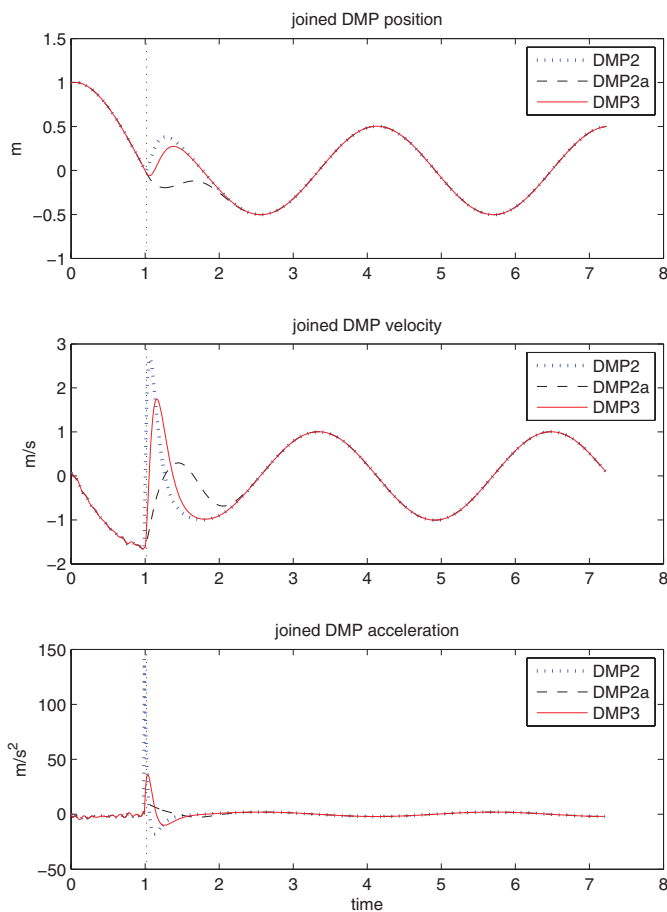 joined DMP position
1.5
1
0.5
0
−0.5
−1
m
0 1 2 3 4 5 6 7 8
DMP2
DMP2a
DMP3
joined DMP velocity
3
2
1
0
−1
−2
m/s
0 1 2 3 4 5 6 7 8
DMP2
DMP2a
DMP3
joined DMP acceleration
150
100
50
0
−50
m/s²
0 1 2 3 4 5 6 7 8
DMP2
DMP2a
DMP3
time